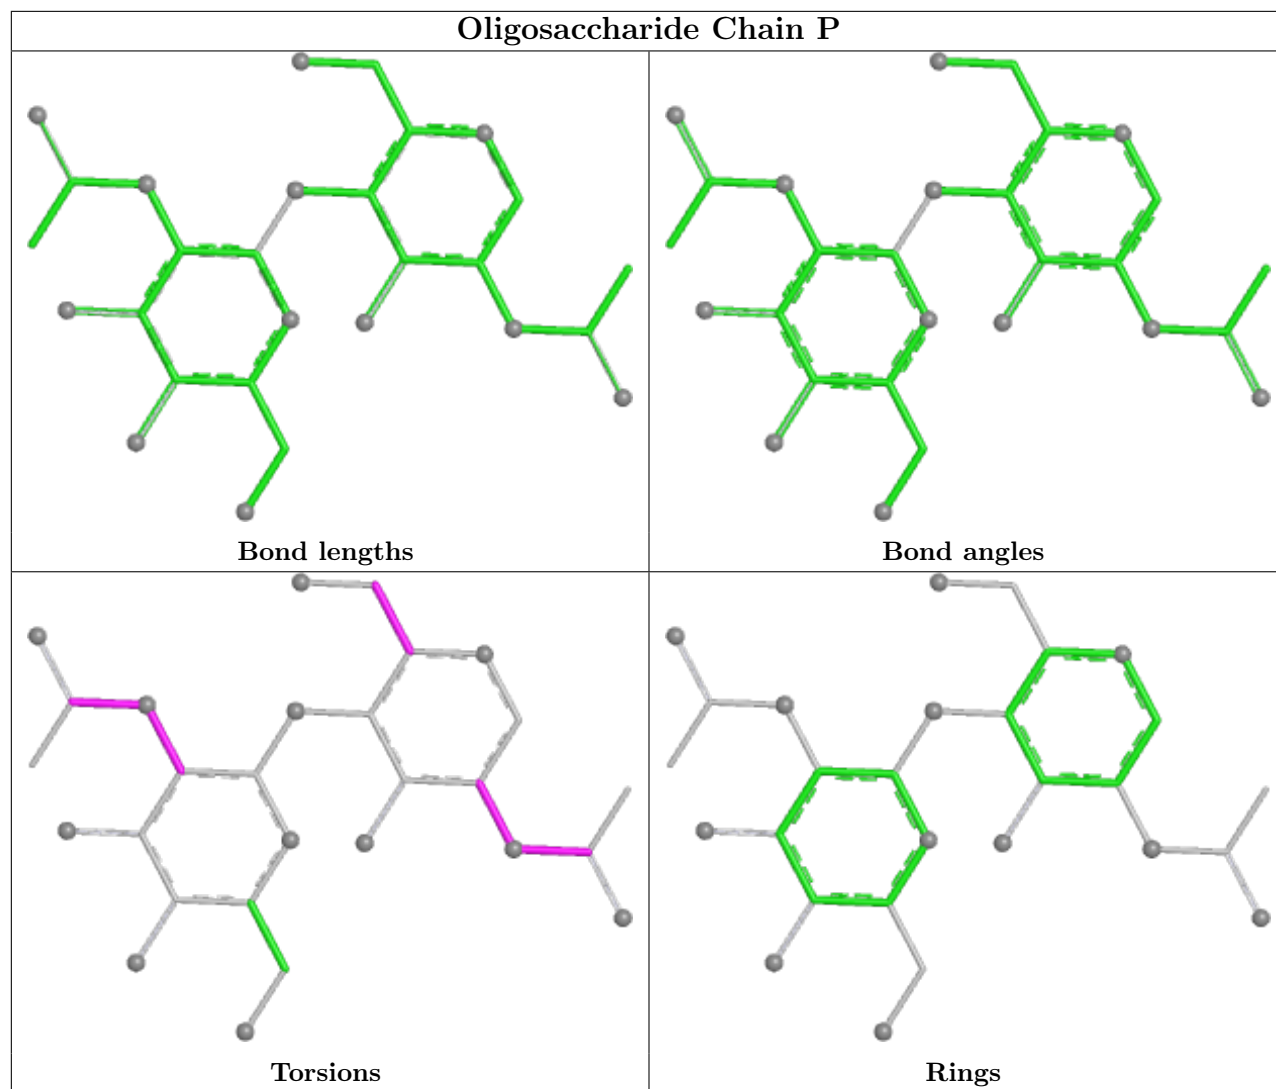 Oligosaccharide Chain P
Bond lengths
Bond angles
Torsions
Rings